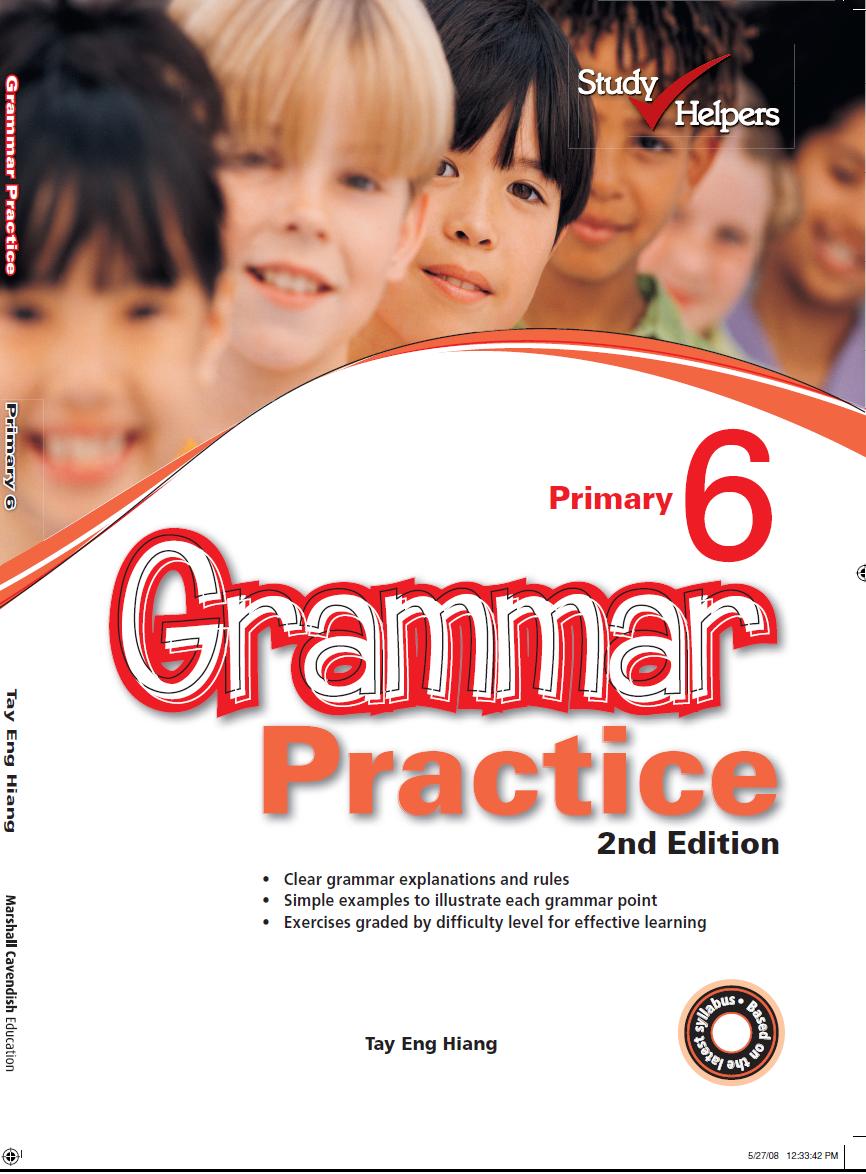 Study
Helpers
Grammar Practice
Primary 6
Tay Eng Hiang
Marshall Cavendish Education
Primary 6
Grammar
Practice
2nd Edition
• Clear grammar explanations and rules
• Simple examples to illustrate each grammar point
• Exercises graded by difficulty level for effective learning
Tay Eng Hiang
Based on the latest syllabus •
5/27/08 12:33:42 PM